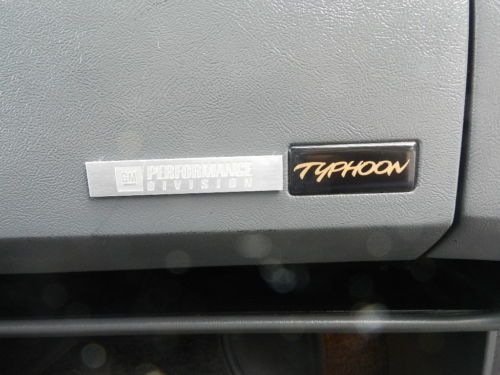 GM
PERFORMANCE
DIVISION
TYPHOON